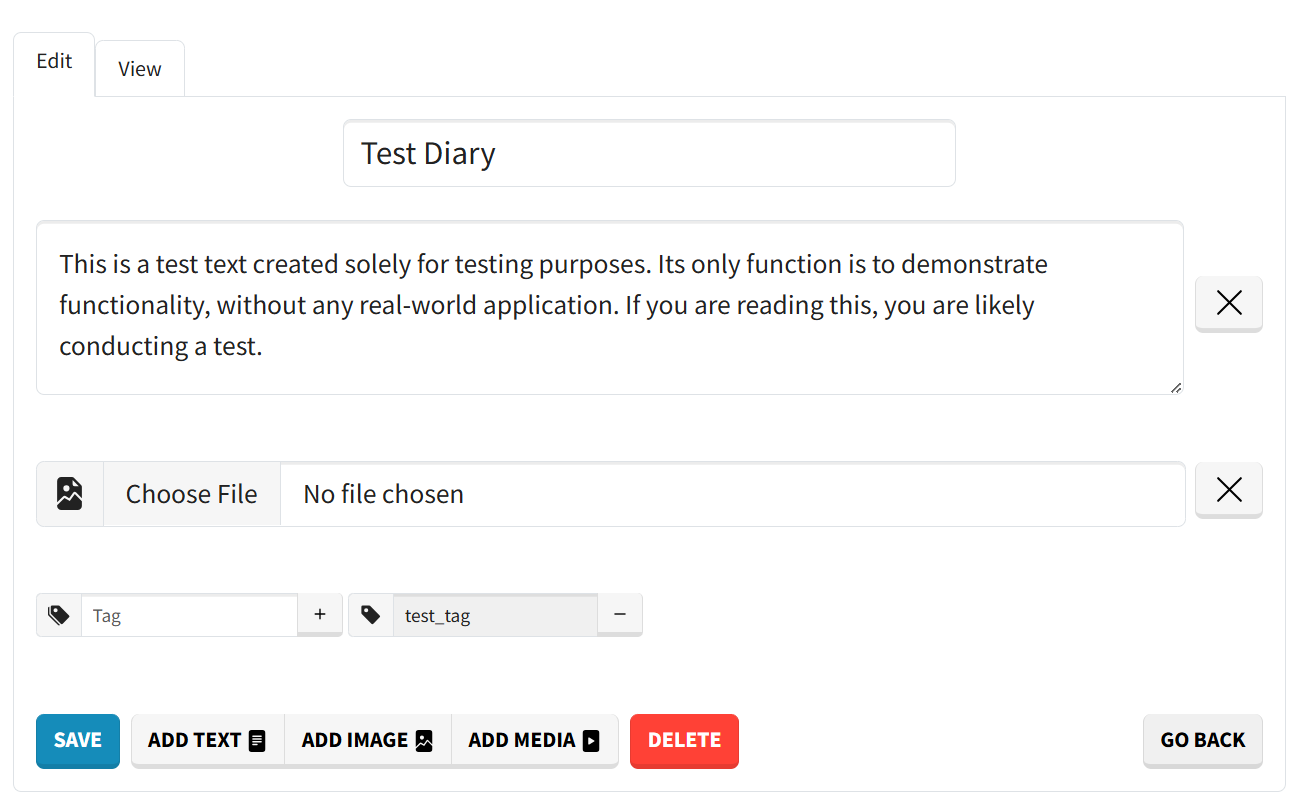 Edit
View
Test Diary
This is a test text created solely for testing purposes. Its only function is to demonstrate
functionality, without any real-world application. If you are reading this, you are likely
conducting a test.
Choose File No file chosen
Tag + test_tag −
SAVE ADD TEXT ADD IMAGE ADD MEDIA DELETE GO BACK